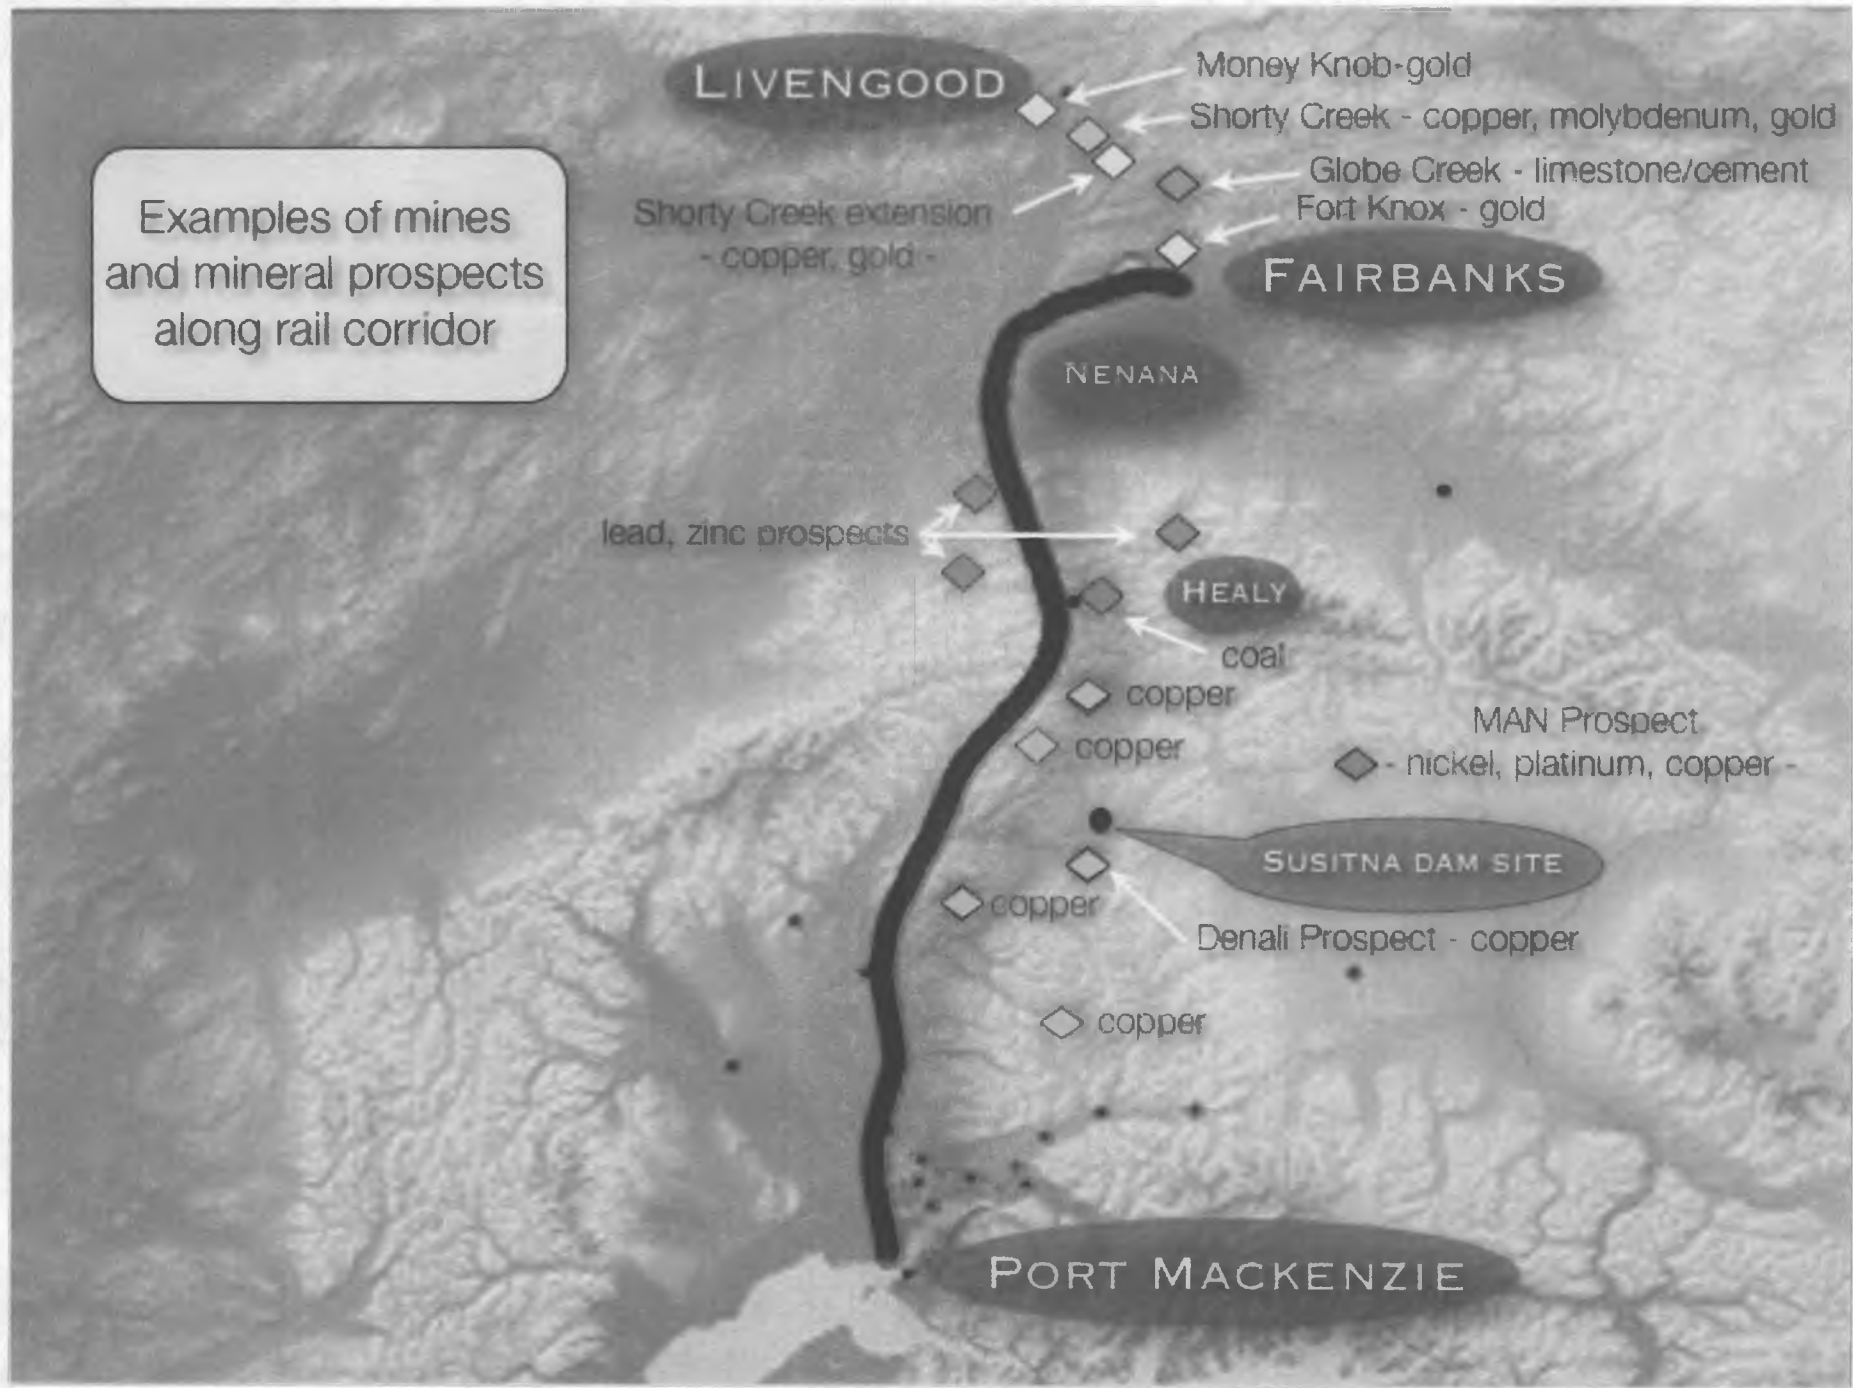 LIVENGOOD
Money Knob-gold
Shorty Creek - copper, molybdenum, gold
Globe Creek - limestone/cement
Fort Knox - gold
Shorty Creek extension
- copper, gold -
Examples of mines
and mineral prospects
along rail corridor
FAIRBANKS
NENANA
lead, zinc prospects
HEALY
coal
copper
copper
MAN Prospect
- nickel, platinum, copper -
SUSITNA DAM SITE
copper
Denali Prospect - copper
copper
PORT MACKENZIE